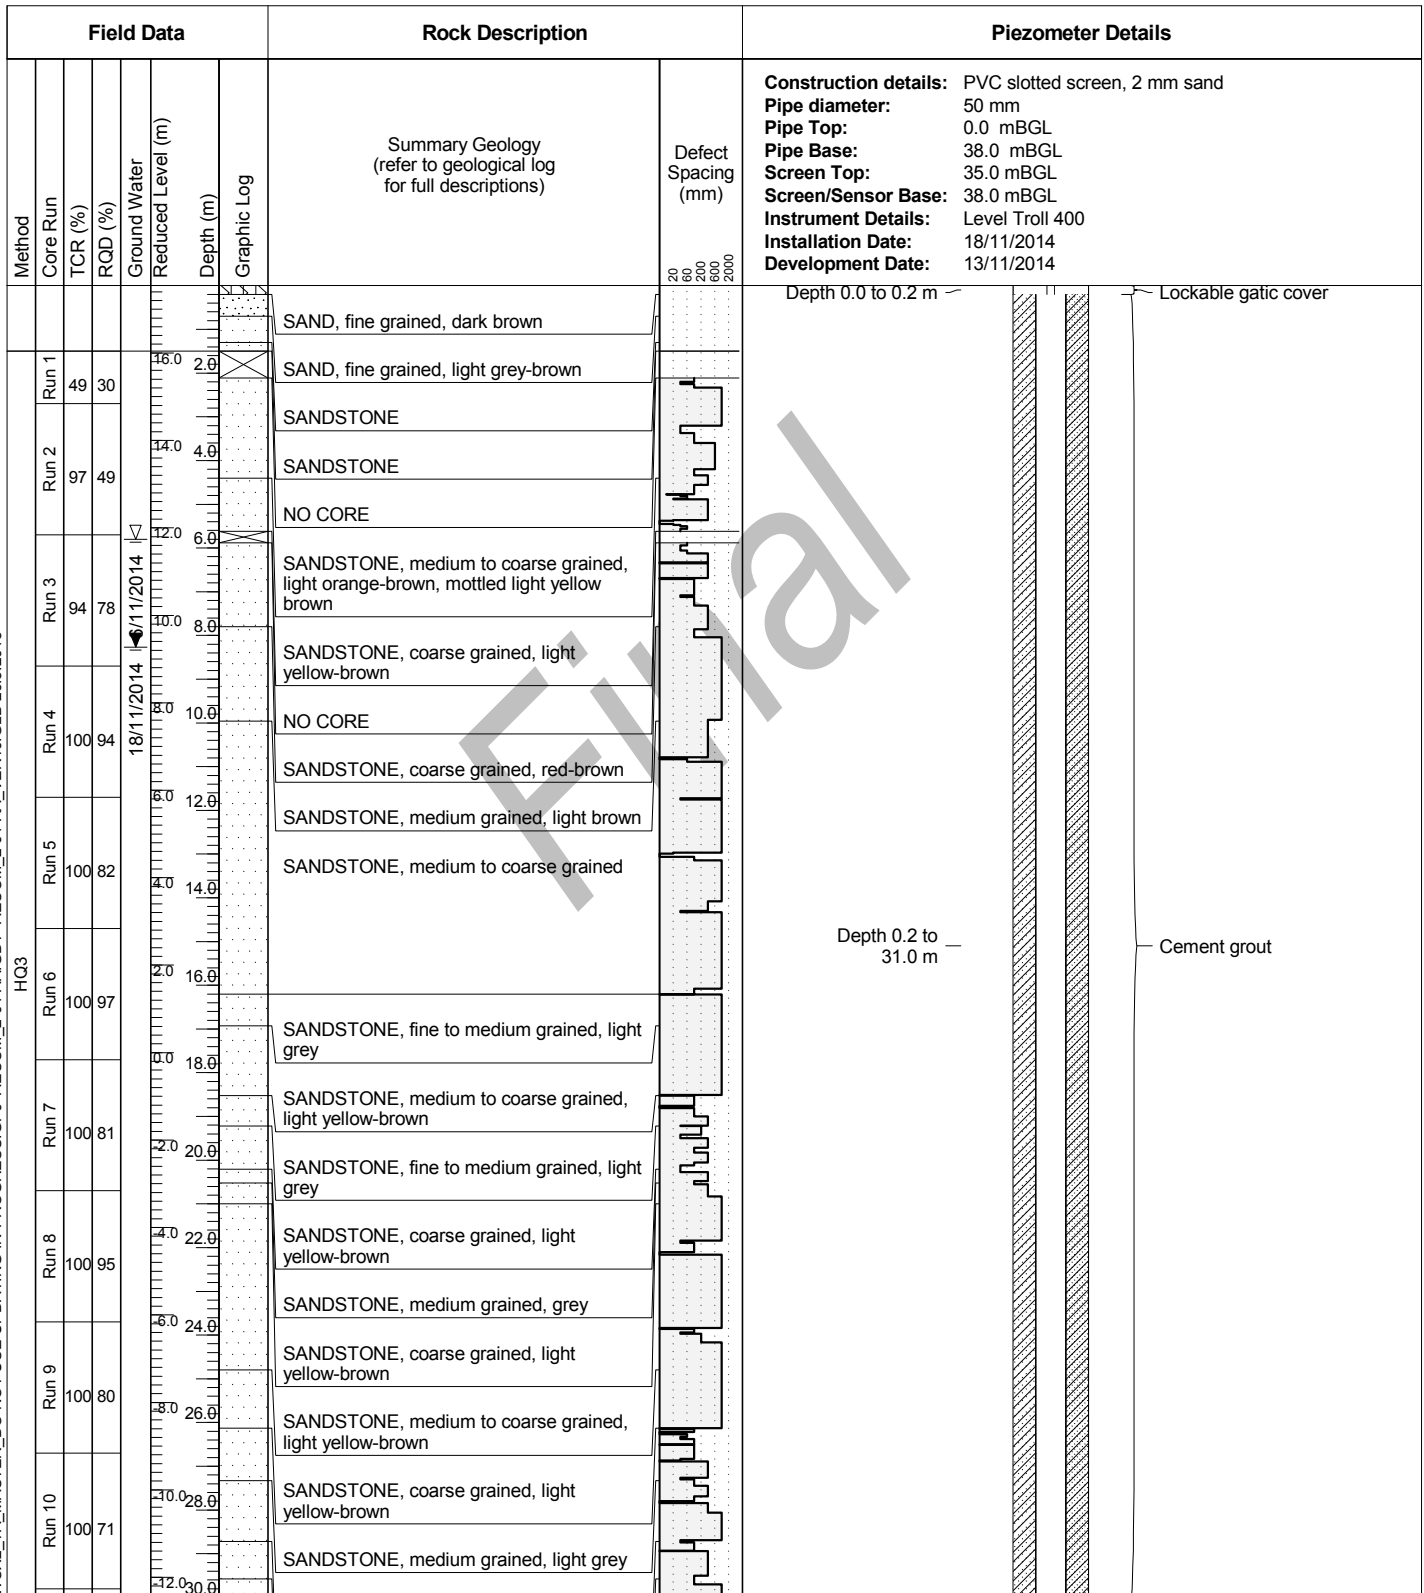 Field Data
Rock Description
Piezometer Details
Method
Core Run
TCR (%)
RQD (%)
Ground Water
Reduced Level (m)
Depth (m)
Graphic Log
Summary Geology
(refer to geological log
for full descriptions)
Defect
Spacing
(mm)
20
60
200
600
2000
Construction details: PVC slotted screen, 2 mm sand
Pipe diameter: 50 mm
Pipe Top: 0.0 mBGL
Pipe Base: 38.0 mBGL
Screen Top: 35.0 mBGL
Screen/Sensor Base: 38.0 mBGL
Instrument Details: Level Troll 400
Installation Date: 18/11/2014
Development Date: 13/11/2014
HQ3
Run 1 49 30
Run 2 97 49
Run 3 94 78
Run 4 100 94
Run 5 100 82
Run 6 100 97
Run 7 100 81
Run 8 100 95
Run 9 100 80
Run 10 100 71
/11/2014
18/11/2014
16.0 2.0
14.0 4.0
12.0 6.0
10.0 8.0
8.0 10.0
6.0 12.0
4.0 14.0
2.0 16.0
0.0 18.0
-2.0 20.0
-4.0 22.0
-6.0 24.0
-8.0 26.0
-10.0 28.0
-12.0 30.0
SAND, fine grained, dark brown
SAND, fine grained, light grey-brown
SANDSTONE
SANDSTONE
NO CORE
SANDSTONE, medium to coarse grained,
light orange-brown, mottled light yellow
brown
SANDSTONE, coarse grained, light
yellow-brown
NO CORE
SANDSTONE, coarse grained, red-brown
SANDSTONE, medium grained, light brown
SANDSTONE, medium to coarse grained
SANDSTONE, fine to medium grained, light
grey
SANDSTONE, medium to coarse grained,
light yellow-brown
SANDSTONE, fine to medium grained, light
grey
SANDSTONE, coarse grained, light
yellow-brown
SANDSTONE, medium grained, grey
SANDSTONE, coarse grained, light
yellow-brown
SANDSTONE, medium to coarse grained,
light yellow-brown
SANDSTONE, coarse grained, light
yellow-brown
SANDSTONE, medium grained, light grey
Depth 0.0 to 0.2 m
Lockable gatic cover
Depth 0.2 to
31.0 m
Cement grout
Final